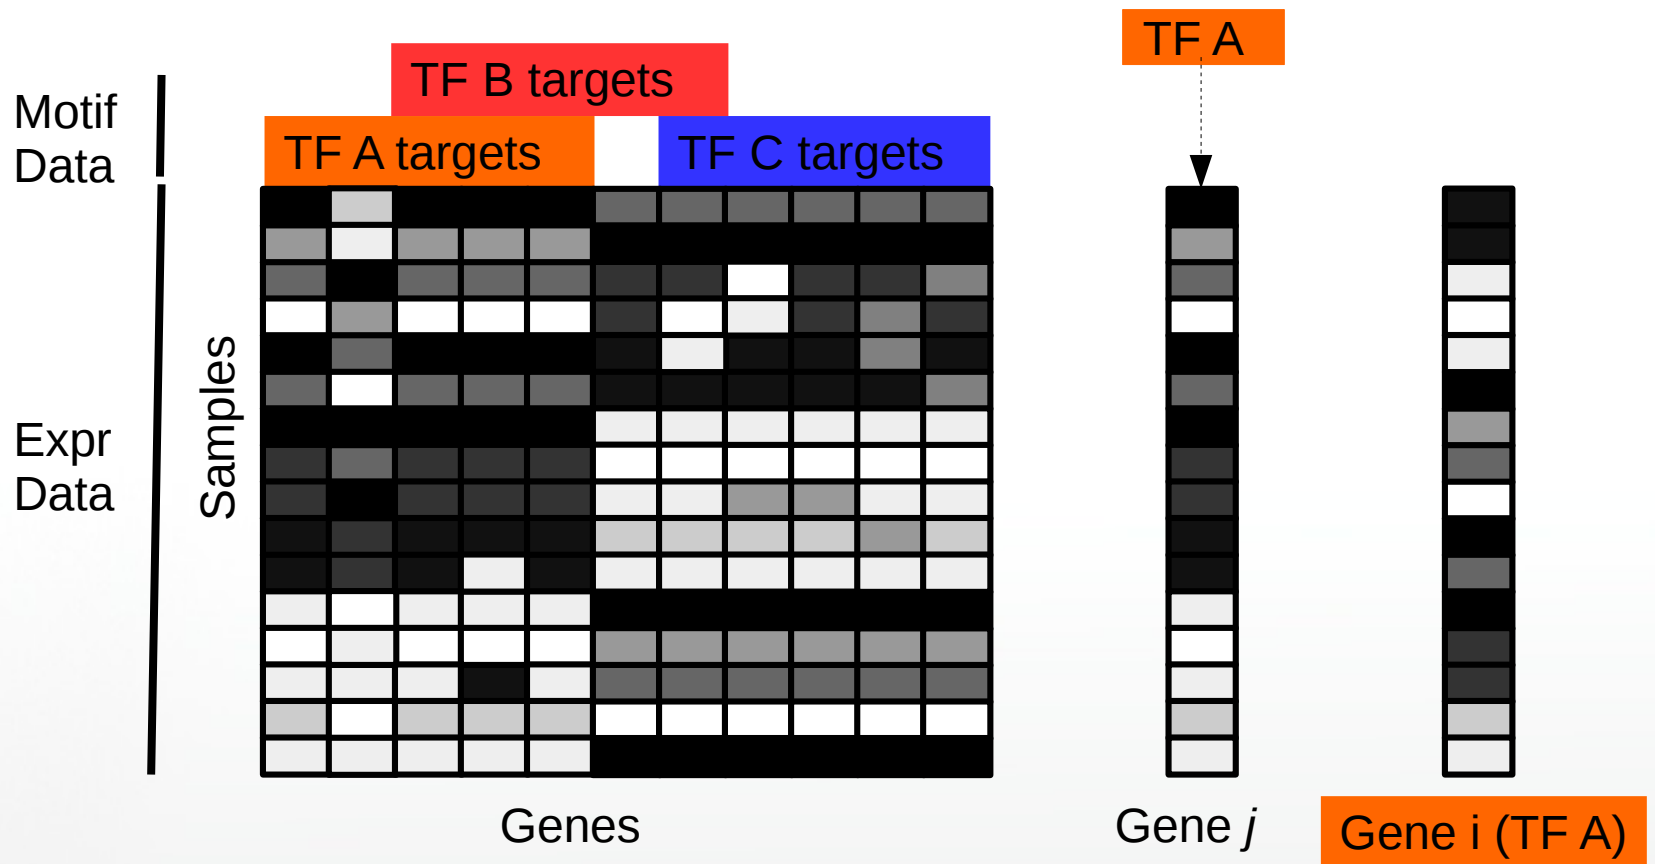 TF A
TF B targets
Motif
Data
TF A targets
TF C targets
Samples
Expr
Data
Genes
Gene j
Gene i (TF A)